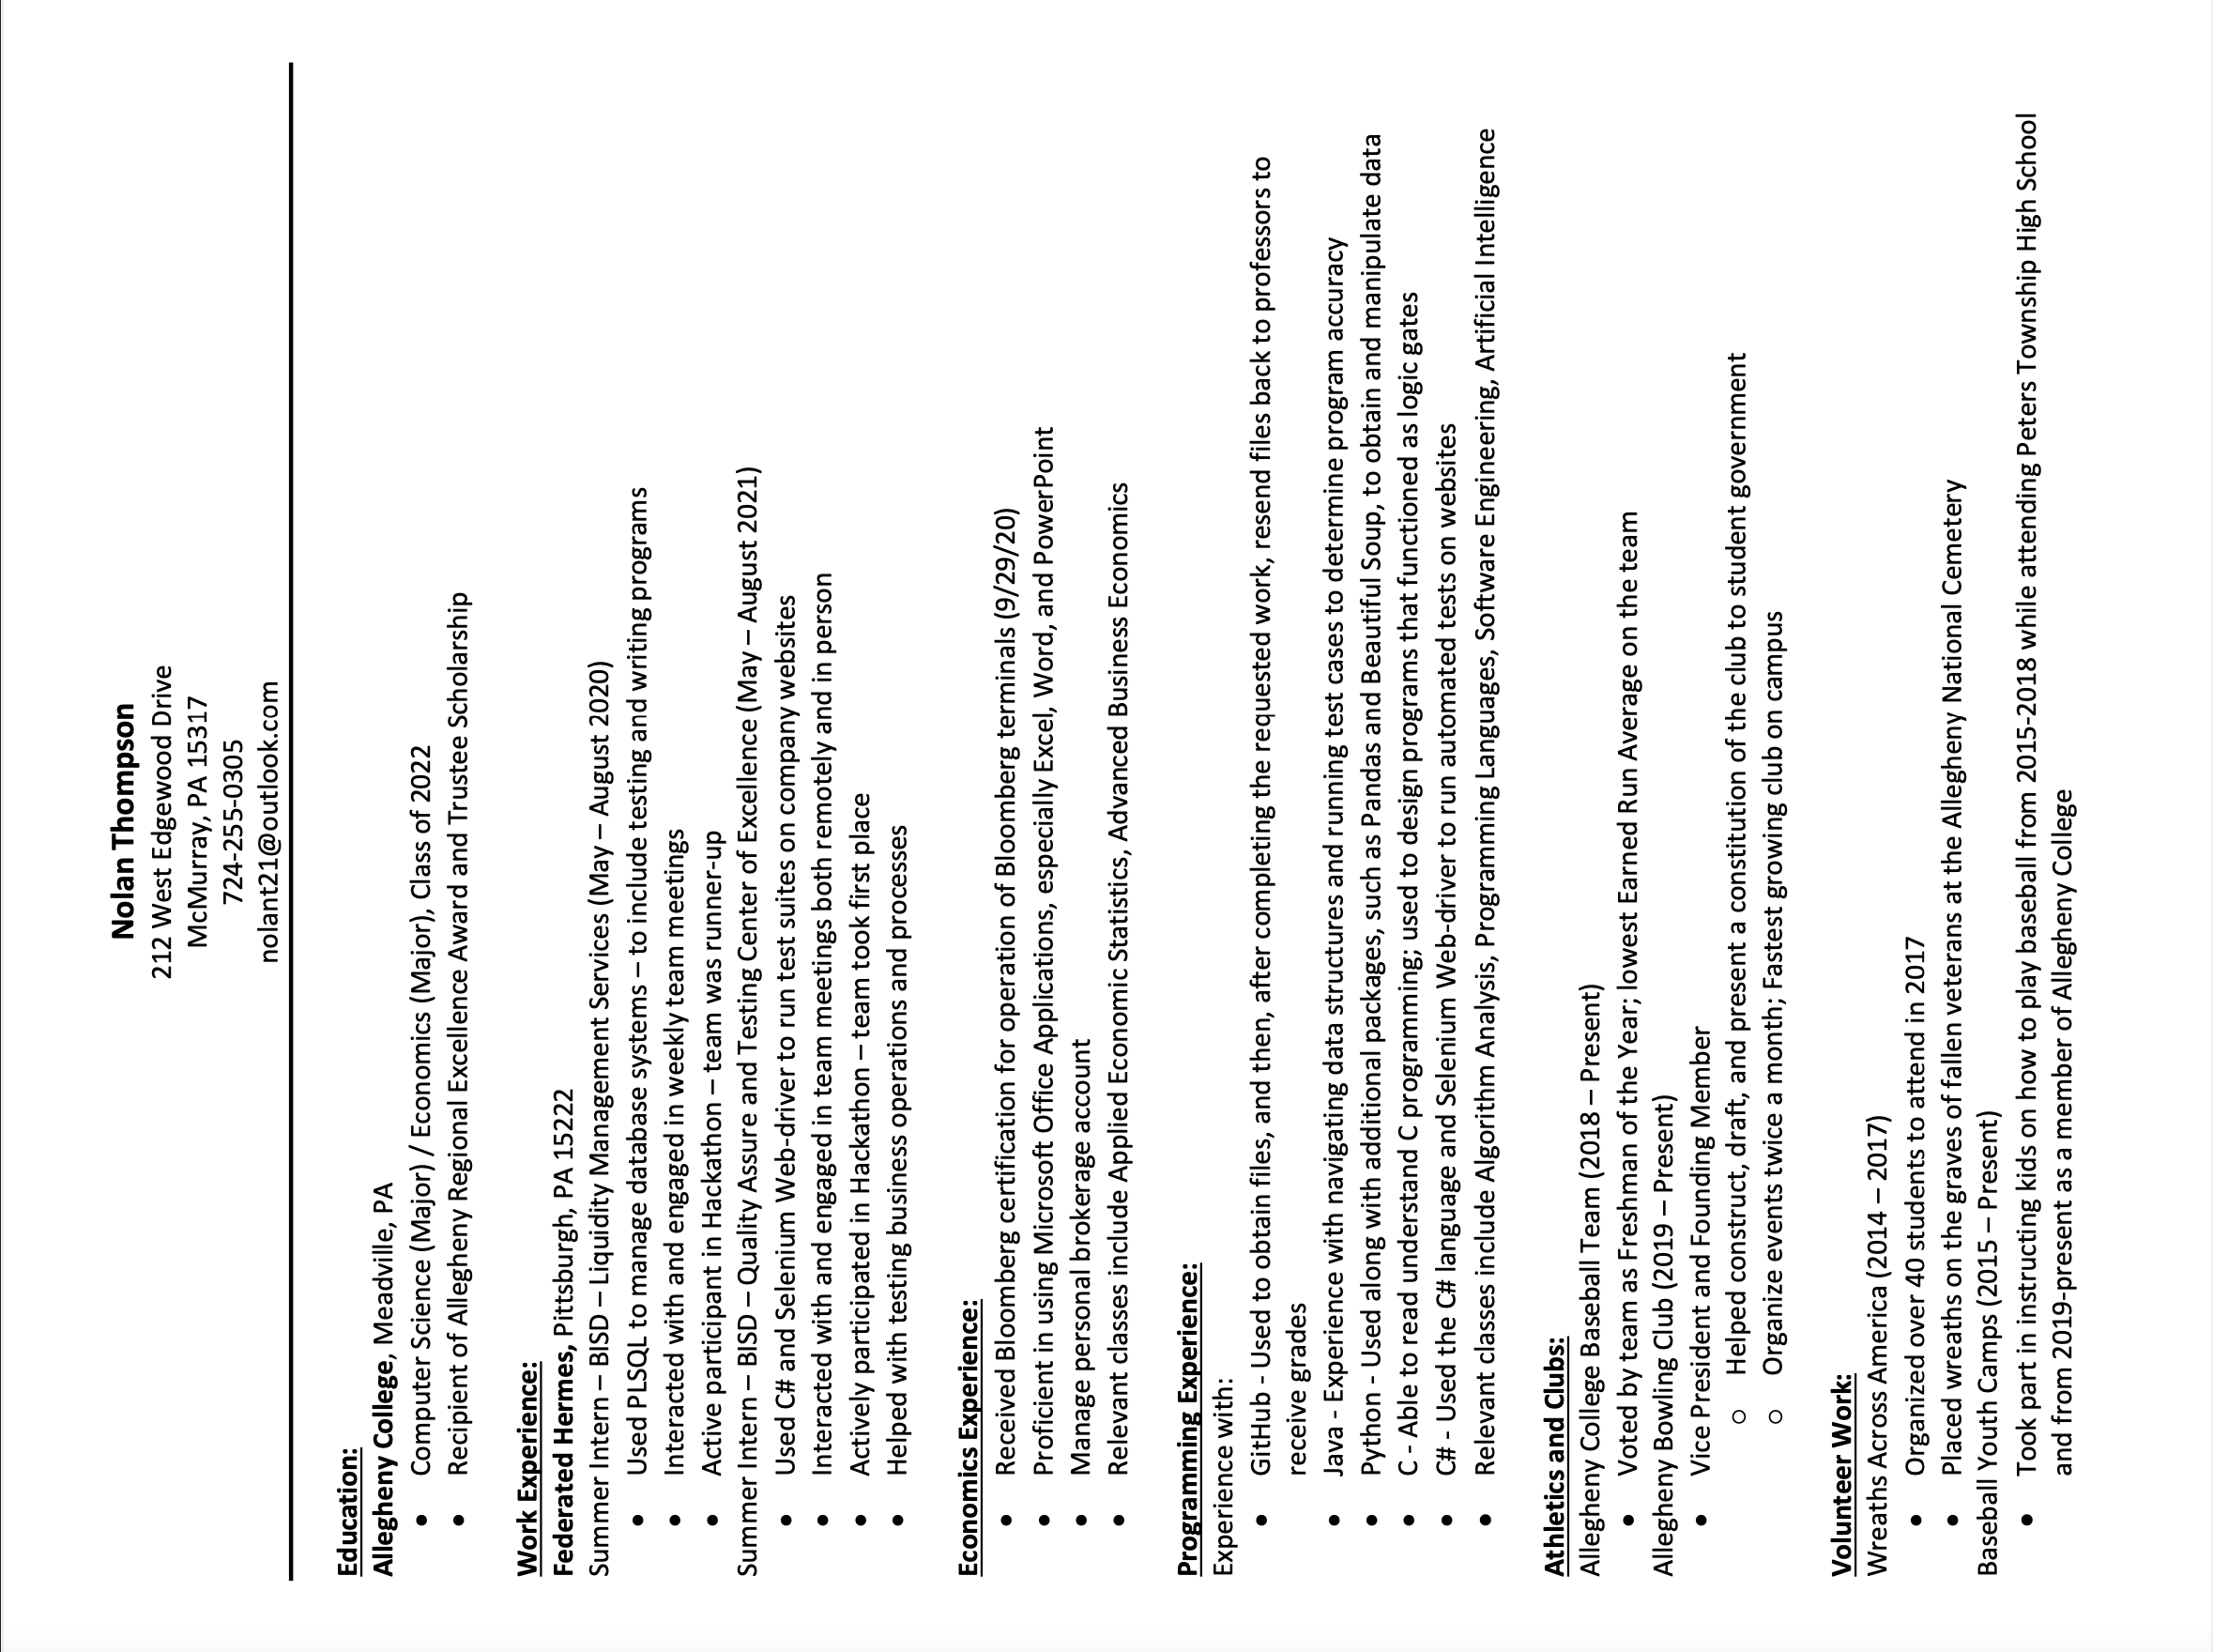 Nolan Thompson
212 West Edgewood Drive
McMurray, PA 15317
724-255-0305
nolant21@outlook.com
Education:
Allegheny College, Meadville, PA
● Computer Science (Major) / Economics (Major), Class of 2022
● Recipient of Allegheny Regional Excellence Award and Trustee Scholarship
Work Experience:
Federated Hermes, Pittsburgh, PA 15222
Summer Intern – BISD – Liquidity Management Services (May – August 2020)
● Used PLSQL to manage database systems – to include testing and writing programs
● Interacted with and engaged in weekly team meetings
● Active participant in Hackathon – team was runner-up
Summer Intern – BISD – Quality Assure and Testing Center of Excellence (May – August 2021)
● Used C# and Selenium Web-driver to run test suites on company websites
● Interacted with and engaged in team meetings both remotely and in person
● Actively participated in Hackathon – team took first place
● Helped with testing business operations and processes
Economics Experience:
● Received Bloomberg certification for operation of Bloomberg terminals (9/29/20)
● Proficient in using Microsoft Office Applications, especially Excel, Word, and PowerPoint
● Manage personal brokerage account
● Relevant classes include Applied Economic Statistics, Advanced Business Economics
Programming Experience:
Experience with:
● GitHub - Used to obtain files, and then, after completing the requested work, resend files back to professors to
receive grades
● Java - Experience with navigating data structures and running test cases to determine program accuracy
● Python - Used along with additional packages, such as Pandas and Beautiful Soup, to obtain and manipulate data
● C - Able to read understand C programming; used to design programs that functioned as logic gates
● C# - Used the C# language and Selenium Web-driver to run automated tests on websites
● Relevant classes include Algorithm Analysis, Programming Languages, Software Engineering, Artificial Intelligence
Athletics and Clubs:
Allegheny College Baseball Team (2018 – Present)
● Voted by team as Freshman of the Year; lowest Earned Run Average on the team
Allegheny Bowling Club (2019 – Present)
● Vice President and Founding Member
○ Helped construct, draft, and present a constitution of the club to student government
○ Organize events twice a month; Fastest growing club on campus
Volunteer Work:
Wreaths Across America (2014 – 2017)
● Organized over 40 students to attend in 2017
● Placed wreaths on the graves of fallen veterans at the Allegheny National Cemetery
Baseball Youth Camps (2015 – Present)
● Took part in instructing kids on how to play baseball from 2015-2018 while attending Peters Township High School
and from 2019-present as a member of Allegheny College